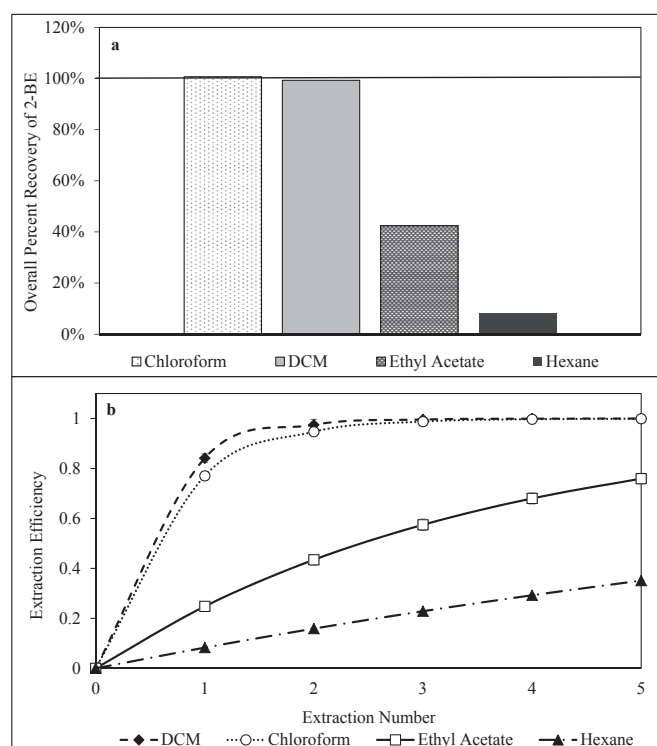 a
Overall Percent Recovery of 2-BE
120%
100%
80%
60%
40%
20%
0%
Chloroform DCM Ethyl Acetate Hexane
b
Extraction Efficiency
1
0.8
0.6
0.4
0.2
0
0 1 2 3 4 5
Extraction Number
DCM Chloroform Ethyl Acetate Hexane